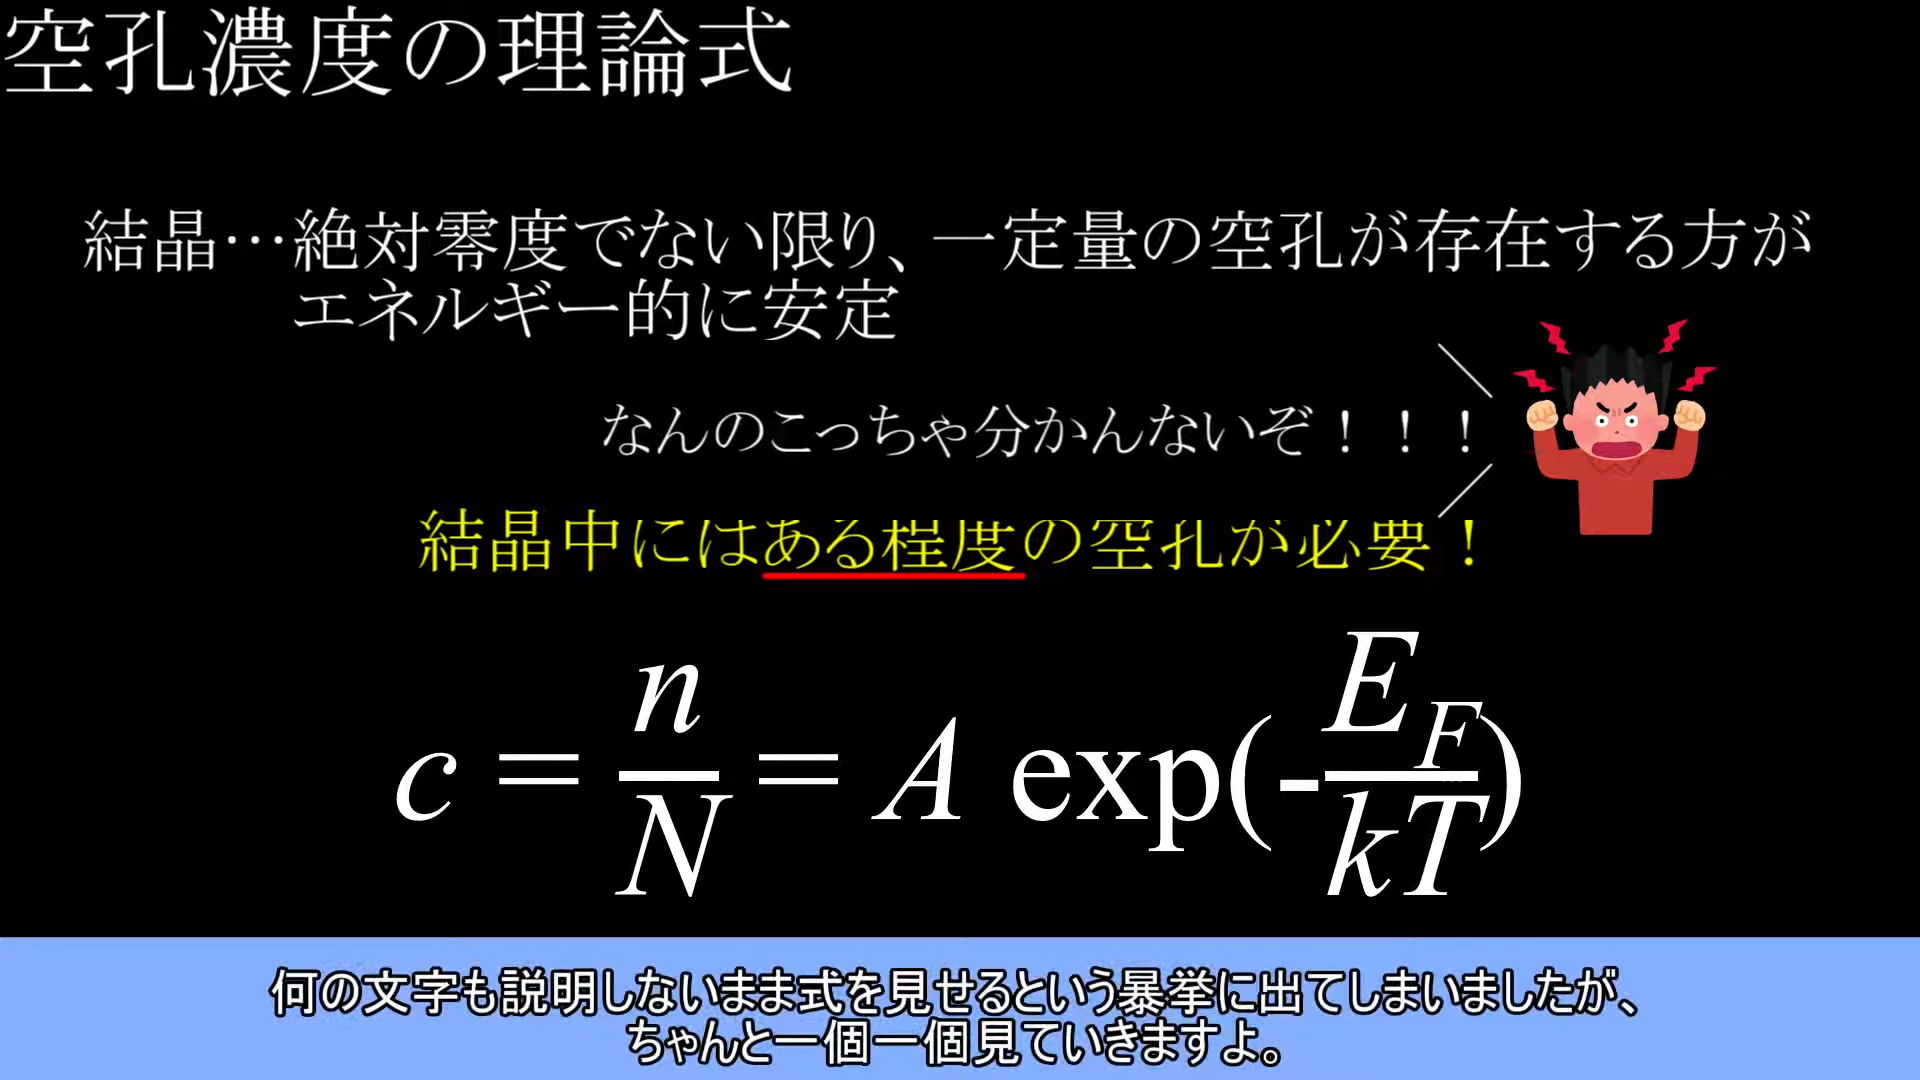 空孔濃度の理論式
結晶…絶対零度でない限り、一定量の空孔が存在する方が
エネルギー的に安定
なんのこっちゃ分かんないぞ！！！
結晶中にはある程度の空孔が必要！
c = n/N = A exp(-E_F/kT)
何の文字も説明しないまま式を見せるという暴挙に出てしまいましたが、
ちゃんと一個一個見ていきますよ。